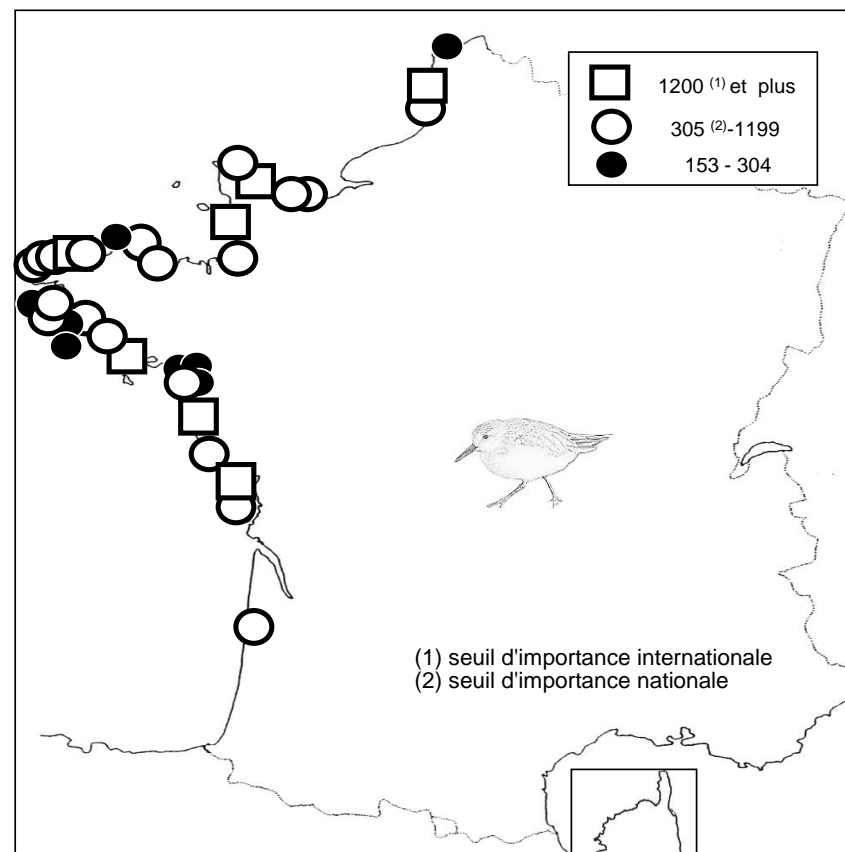 1200 (1) et plus
305 (2)-1199
153 - 304
(1) seuil d'importance internationale
(2) seuil d'importance nationale